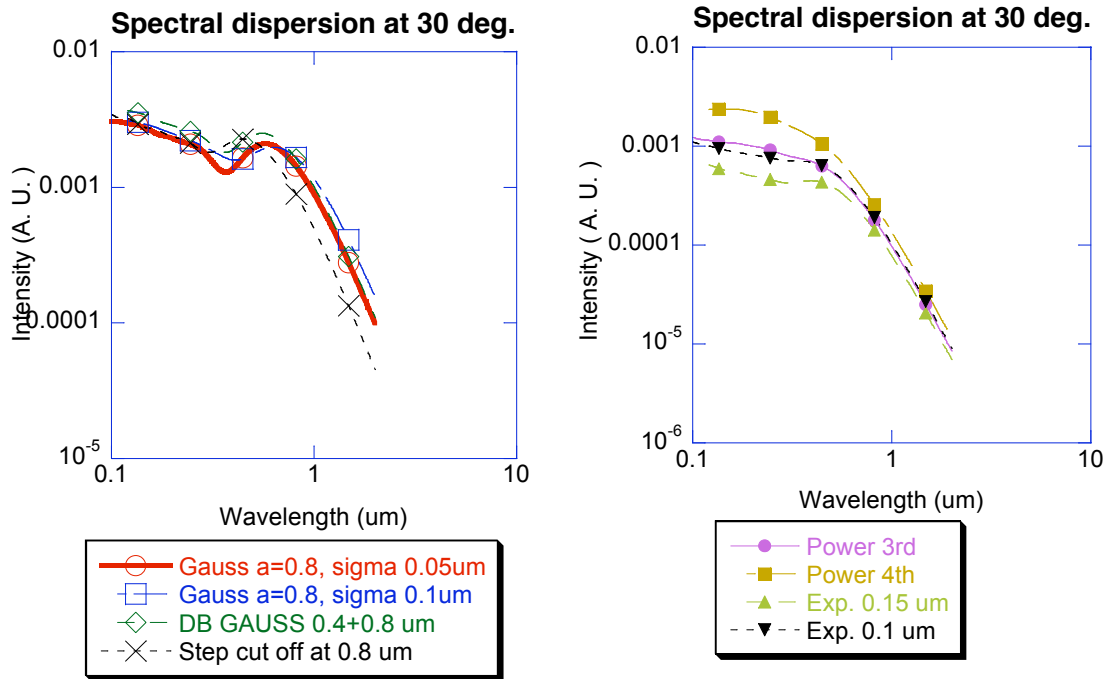 Spectral dispersion at 30 deg.
0.01
0.001
0.0001
10-5
0.1
1
10
Intensity (A. U.)
Wavelength (um)
Gauss a=0.8, sigma 0.05um
Gauss a=0.8, sigma 0.1um
DB GAUSS 0.4+0.8 um
Step cut off at 0.8 um
Spectral dispersion at 30 deg.
0.01
0.001
0.0001
10-5
10-6
0.1
1
10
Intensity ( A. U. )
Wavelength (um)
Power 3rd
Power 4th
Exp. 0.15 um
Exp. 0.1 um